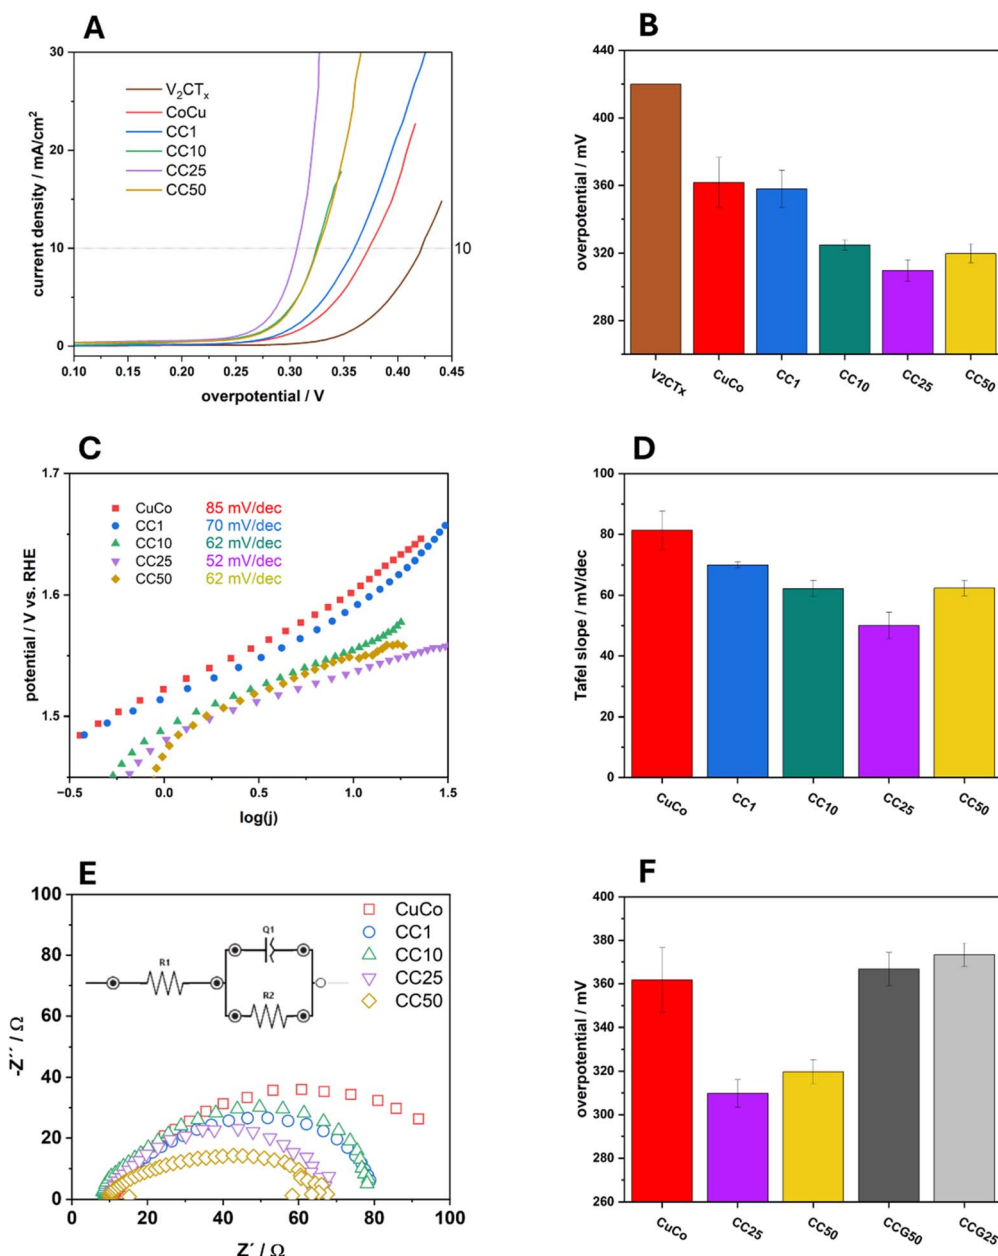 A
30
20
10
0
0.10
0.15
0.20
0.25
0.30
0.35
0.40
0.45
current density / mA/cm²
overpotential / V
V₂CTₓ
CoCu
CC1
CC10
CC25
CC50
10
B
440
400
360
320
280
overpotential / mV
V2CTx
CuCo
CC1
CC10
CC25
CC50
C
1.7
1.6
1.5
−0.5
0.0
0.5
1.0
1.5
potential / V vs. RHE
log(j)
CuCo 85 mV/dec
CC1 70 mV/dec
CC10 62 mV/dec
CC25 52 mV/dec
CC50 62 mV/dec
D
100
80
60
40
20
0
Tafel slope / mV/dec
CuCo
CC1
CC10
CC25
CC50
E
100
80
60
40
20
0
0
20
40
60
80
100
-Z´´ / Ω
Z´ / Ω
R1
Q1
R2
CuCo
CC1
CC10
CC25
CC50
F
400
380
360
340
320
300
280
260
overpotential / mV
CuCo
CC25
CC50
CCG50
CCG25